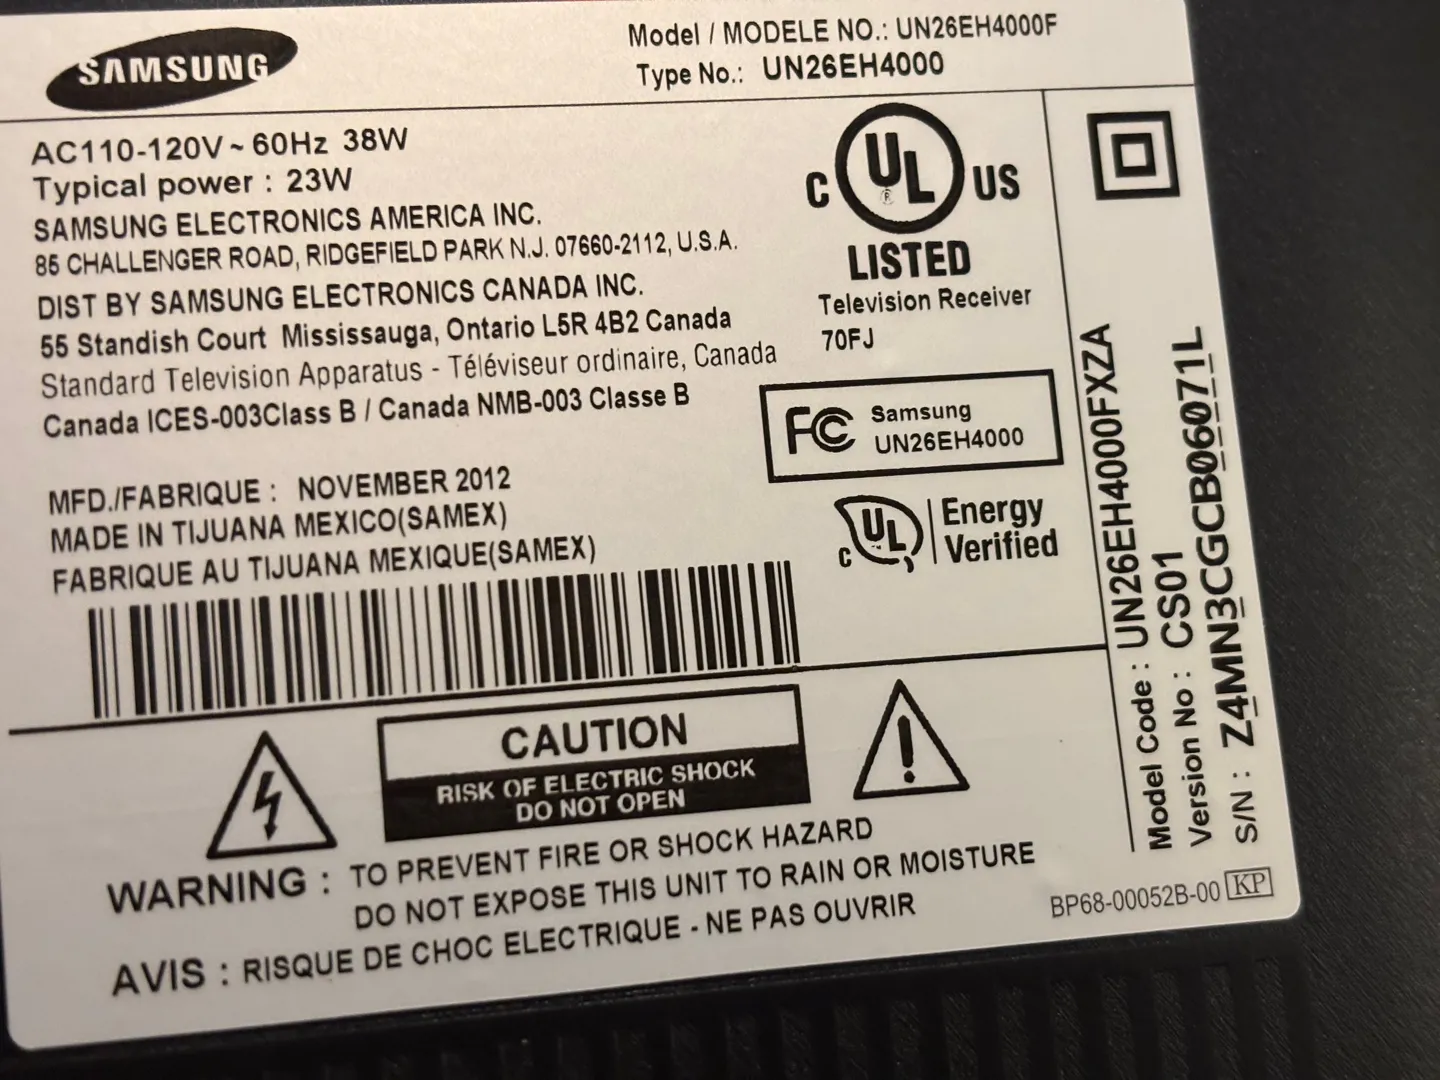 SAMSUNG
Model / MODELE NO.: UN26EH4000F
Type No.: UN26EH4000
AC110-120V ~ 60Hz 38W
Typical power : 23W
SAMSUNG ELECTRONICS AMERICA INC.
85 CHALLENGER ROAD, RIDGEFIELD PARK N.J. 07660-2112, U.S.A.
DIST BY SAMSUNG ELECTRONICS CANADA INC.
55 Standish Court Mississauga, Ontario L5R 4B2 Canada
Standard Television Apparatus - Téléviseur ordinaire, Canada
Canada ICES-003Class B / Canada NMB-003 Classe B
MFD./FABRIQUE : NOVEMBER 2012
MADE IN TIJUANA MEXICO(SAMEX)
FABRIQUE AU TIJUANA MEXIQUE(SAMEX)
C UL ® US
LISTED
Television Receiver
70FJ
FC Samsung
UN26EH4000
C UL Energy
Verified
CAUTION
RISK OF ELECTRIC SHOCK
DO NOT OPEN
WARNING : TO PREVENT FIRE OR SHOCK HAZARD
DO NOT EXPOSE THIS UNIT TO RAIN OR MOISTURE
AVIS : RISQUE DE CHOC ELECTRIQUE - NE PAS OUVRIR
Model Code : UN26EH4000FXZA
Version No : CS01
S/N : Z4MN3CGCB06071L
BP68-00052B-00 KP